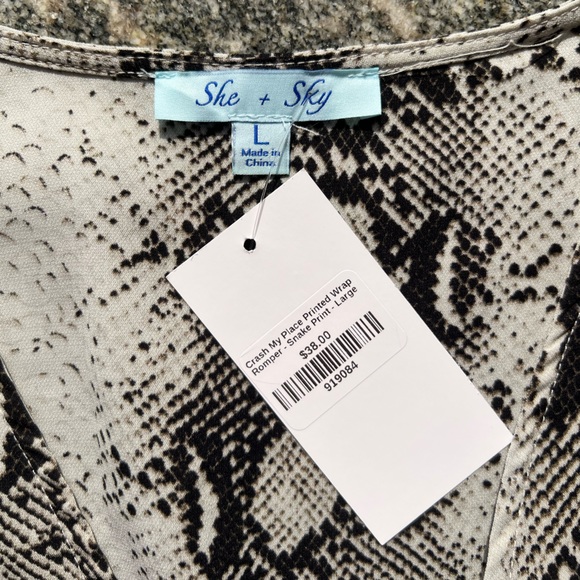 She + Sky
L
Made in
China
Crash My Place Printed Wrap
Romper - Snake Print - Large
$38.00
919084